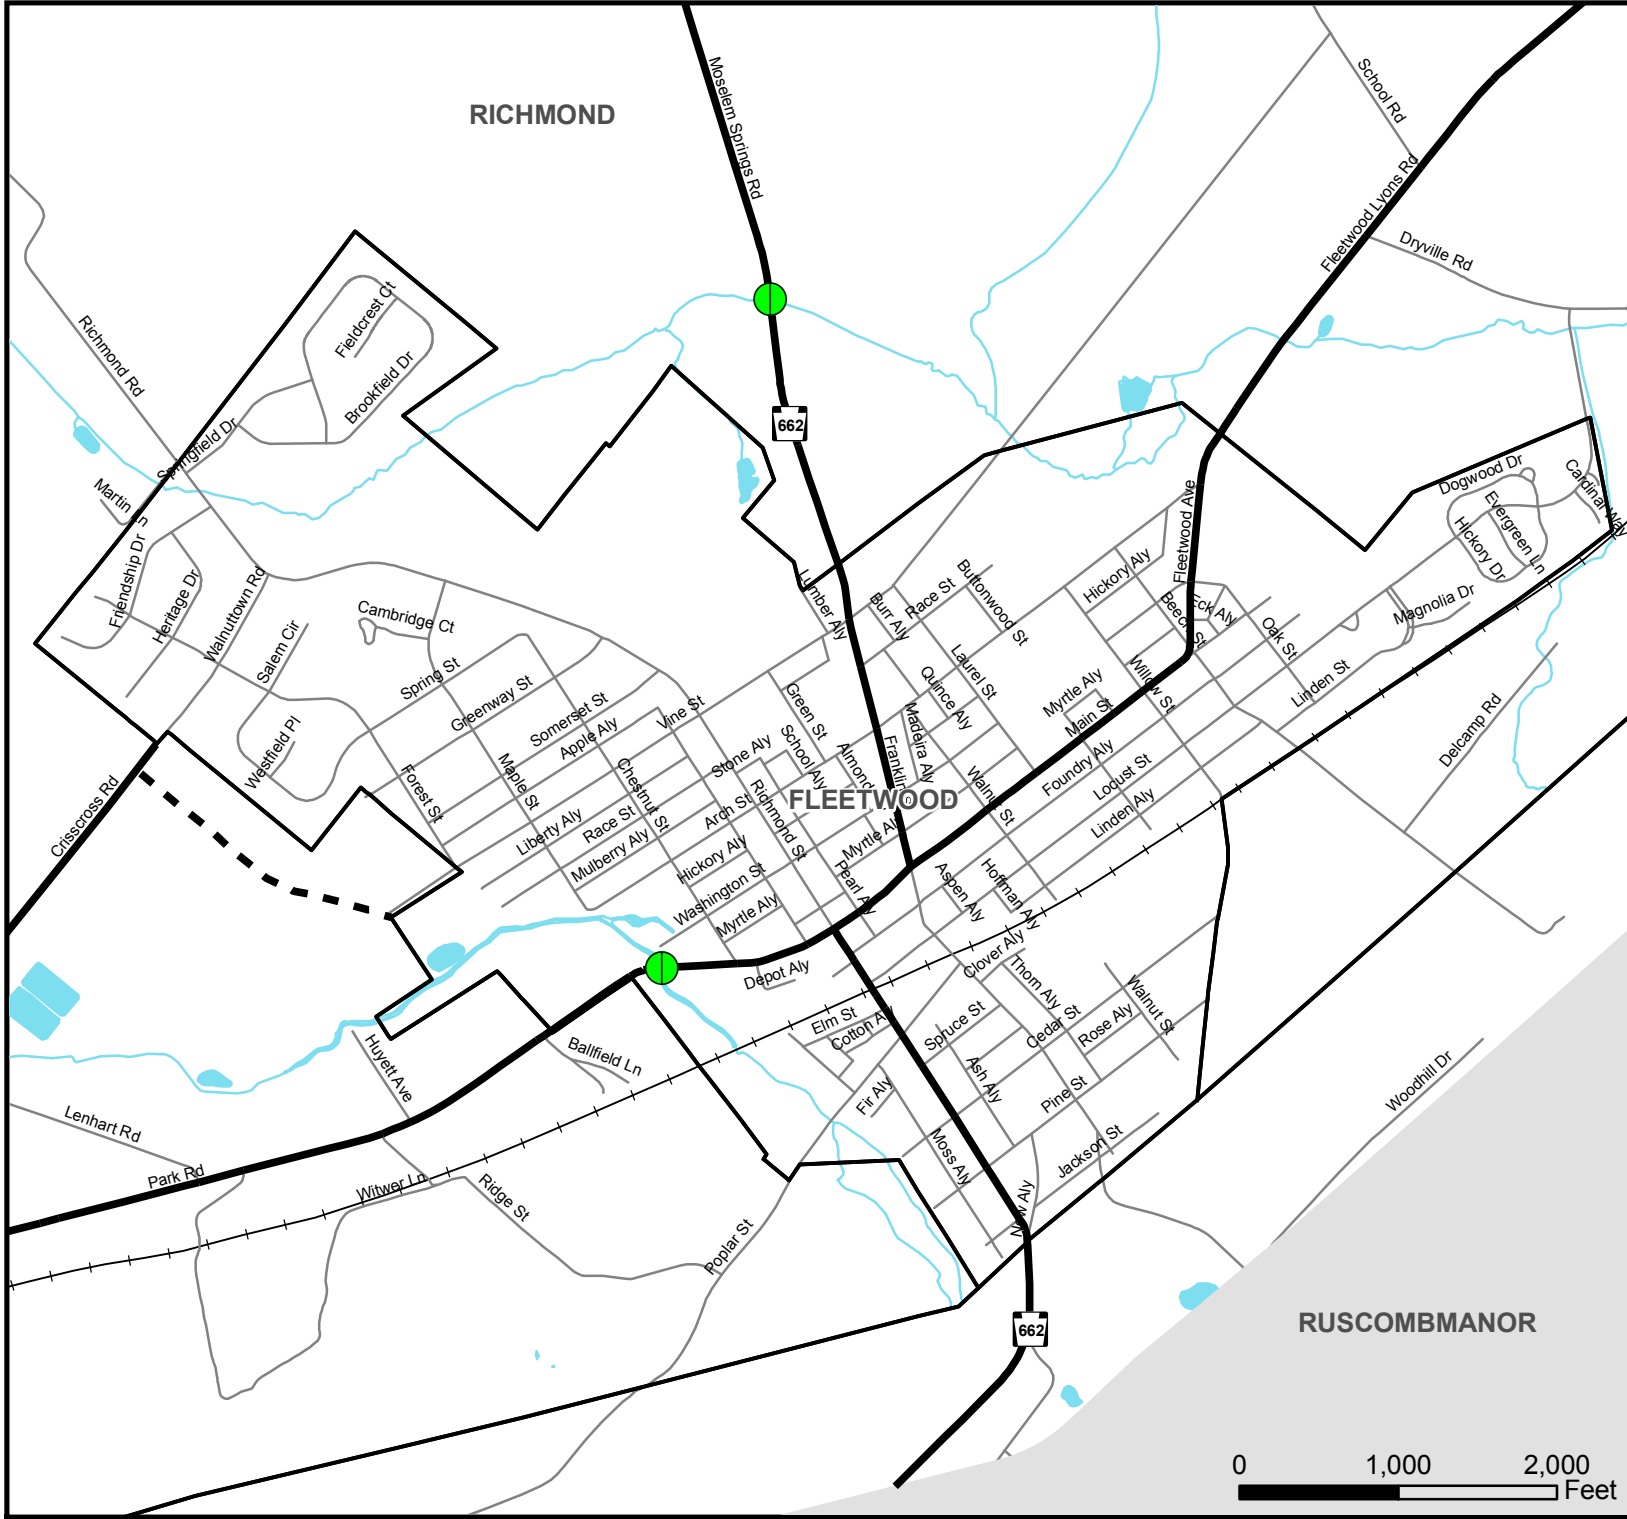 Moselem Springs Rd
School Rd
RICHMOND
Fleetwood Lyons Rd
Dryville Rd
Fieldcrest Ct
Richmond Rd
Brookfield Dr
662
Springfield Dr
Martin Ln
Dogwood Dr
Cardinal Way
Evergreen Ln
Hickory Dr
Fleetwood Ave
Friendship Dr
Heritage Dr
Walnuttown Rd
Cambridge Ct
Salem Cir
Lumber Aly
Burr Aly
Race St
Buttonwood St
Hickory Aly
Beech St
Eck Aly
Oak St
Magnolia Dr
Spring St
Greenway St
Somerset St
Apple Aly
Vine St
Green St
Quince Aly
Laurel St
Myrtle Aly
Main St
Willow St
Linden St
Delcamp Rd
Westfield Pl
Forest St
Maple St
Chestnut St
Stone Aly
School Aly
Almond
Franklin
Madeira Aly
Walnut St
Foundry Aly
Locust St
Linden Aly
Crisscross Rd
Liberty Aly
Race St
Mulberry Aly
Arch St
Richmond St
FLEETWOOD
Myrtle Aly
Hickory Aly
Washington St
Myrtle Aly
Pearl Aly
Aspen Aly
Hoffman Aly
Depot Aly
Clover Aly
Thorn Aly
Walnut St
Elm St
Cotton Aly
Spruce St
Cedar St
Rose Aly
Huyett Ave
Ballfield Ln
Fir Aly
Ash Aly
Pine St
Woodhill Dr
Lenhart Rd
Moss Aly
Jackson St
Park Rd
Witwer Ln
Ridge St
Poplar St
New Aly
662
RUSCOMBMANOR
0 1,000 2,000
Feet